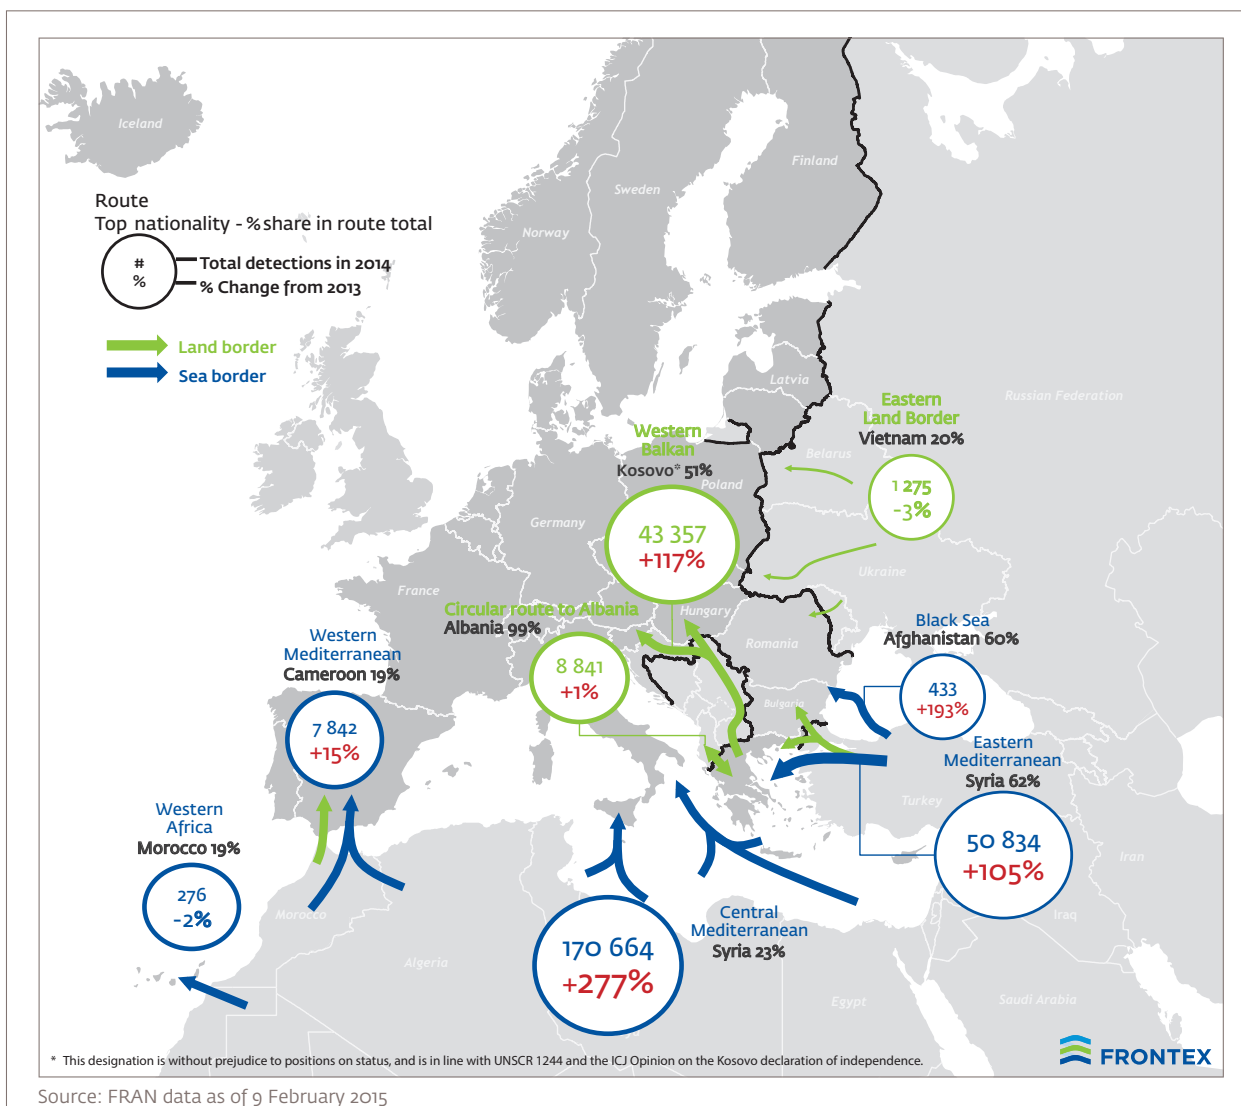 Iceland
Finland
Sweden
Norway
Route
Top nationality - % share in route total
#
%
Total detections in 2014
% Change from 2013
Land border
Sea border
Latvia
Russian Federation
Eastern
Land Border
Vietnam 20%
1 275
-3%
Belarus
Western
Balkan
Kosovo* 51%
43 357
+117%
Poland
Germany
Ukraine
France
Circular route to Albania
Albania 99%
8 841
+1%
Hungary
Romania
Black Sea
Afghanistan 60%
433
+193%
Western
Mediterranean
Cameroon 19%
7 842
+15%
Bulgaria
Eastern
Mediterranean
Syria 62%
50 834
+105%
Turkey
Iran
Iraq
Western
Africa
Morocco 19%
276
-2%
Morocco
Algeria
Central
Mediterranean
Syria 23%
170 664
+277%
Egypt
Saudi Arabia
* This designation is without prejudice to positions on status, and is in line with UNSCR 1244 and the ICJ Opinion on the Kosovo declaration of independence.
FRONTEX
Source: FRAN data as of 9 February 2015